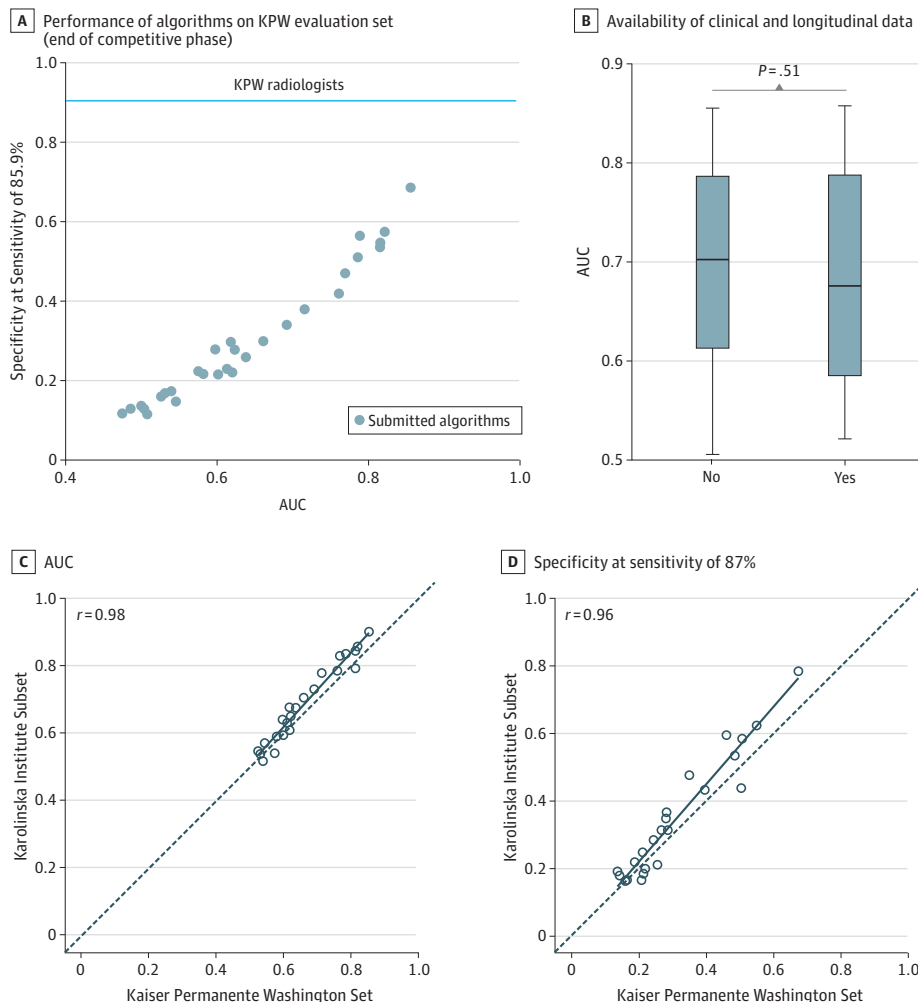 A Performance of algorithms on KPW evaluation set
(end of competitive phase)
1.0
0.8
0.6
0.4
0.2
0
Specificity at Sensitivity of 85.9%
KPW radiologists
Submitted algorithms
0.4
0.6
0.8
1.0
AUC
B Availability of clinical and longitudinal data
0.9
0.8
0.7
0.6
0.5
AUC
P = .51
No
Yes
C AUC
r = 0.98
1.0
0.8
0.6
0.4
0.2
0
Karolinska Institute Subset
0
0.2
0.4
0.6
0.8
1.0
Kaiser Permanente Washington Set
D Specificity at sensitivity of 87%
r = 0.96
1.0
0.8
0.6
0.4
0.2
0
Karolinska Institute Subset
0
0.2
0.4
0.6
0.8
1.0
Kaiser Permanente Washington Set